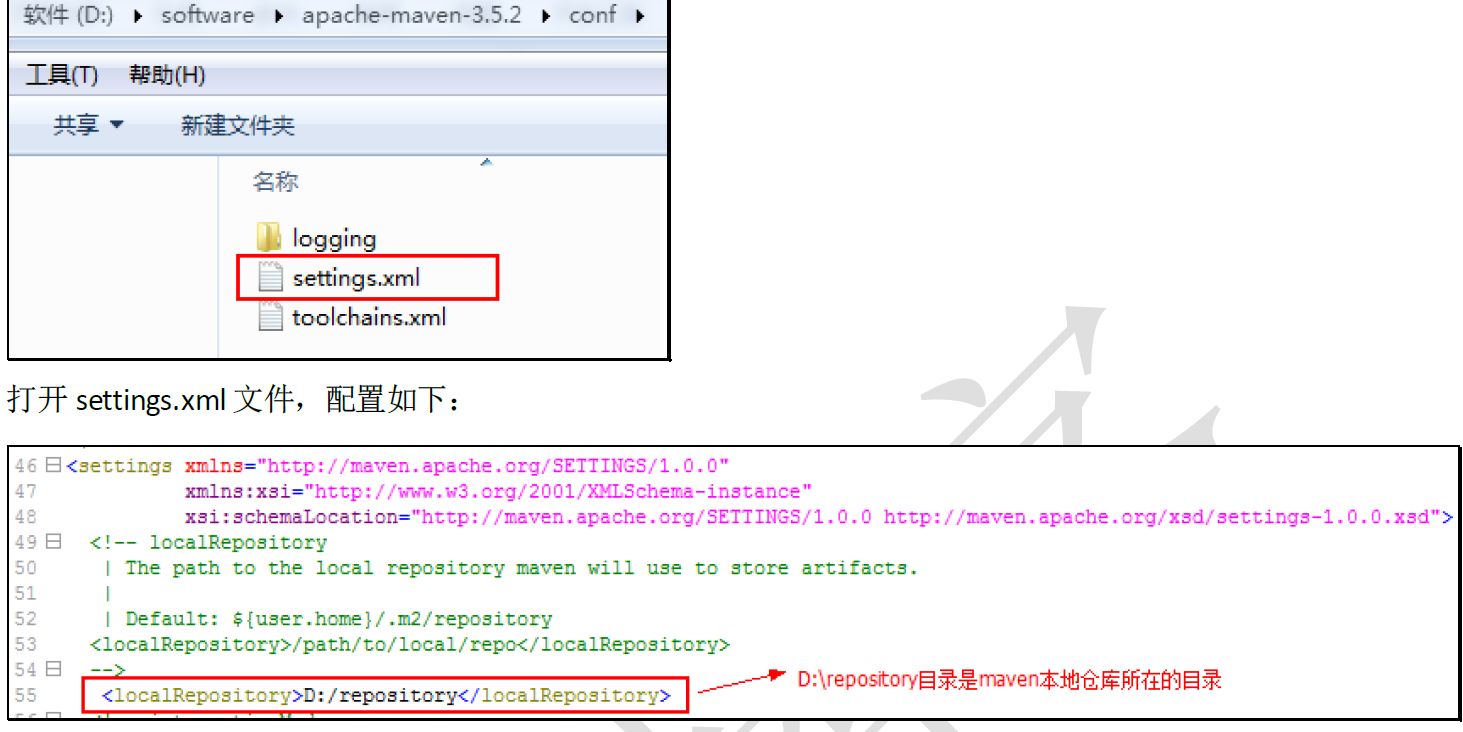 软件 (D:) ▸ software ▸ apache-maven-3.5.2 ▸ conf ▸
工具(T) 帮助(H)
共享 新建文件夹
名称
logging
settings.xml
toolchains.xml
打开 settings.xml 文件，配置如下：
46 <settings xmlns="http://maven.apache.org/SETTINGS/1.0.0"
47 xmlns:xsi="http://www.w3.org/2001/XMLSchema-instance"
48 xsi:schemaLocation="http://maven.apache.org/SETTINGS/1.0.0 http://maven.apache.org/xsd/settings-1.0.0.xsd">
49 <!-- localRepository
50 | The path to the local repository maven will use to store artifacts.
51 |
52 | Default: ${user.home}/.m2/repository
53 <localRepository>/path/to/local/repo</localRepository>
54 -->
55 <localRepository>D:/repository</localRepository>
D:\repository目录是maven本地仓库所在的目录